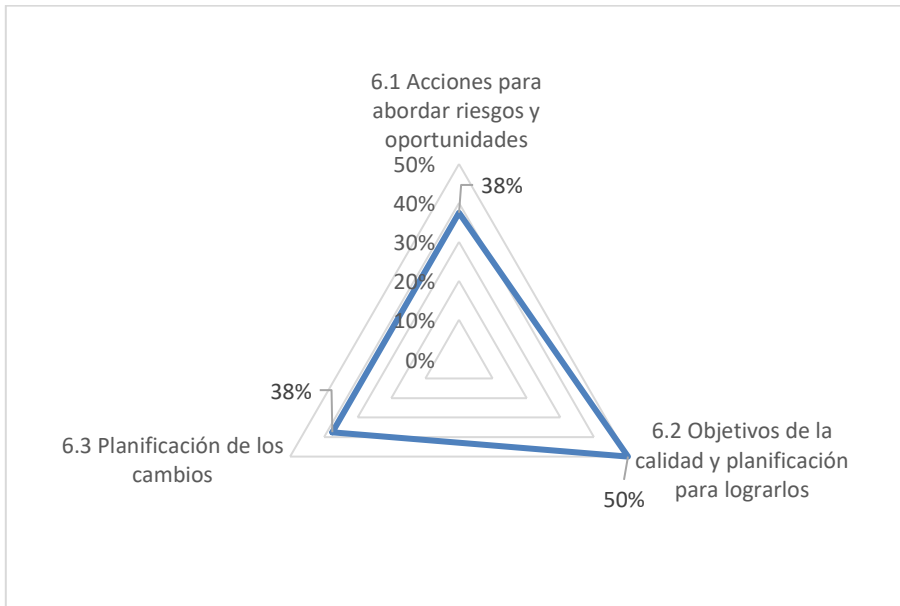 6.1 Acciones para
abordar riesgos y
oportunidades
50%
38%
40%
30%
20%
10%
0%
38%
6.3 Planificación de los
cambios
6.2 Objetivos de la
calidad y planificación
para lograrlos
50%